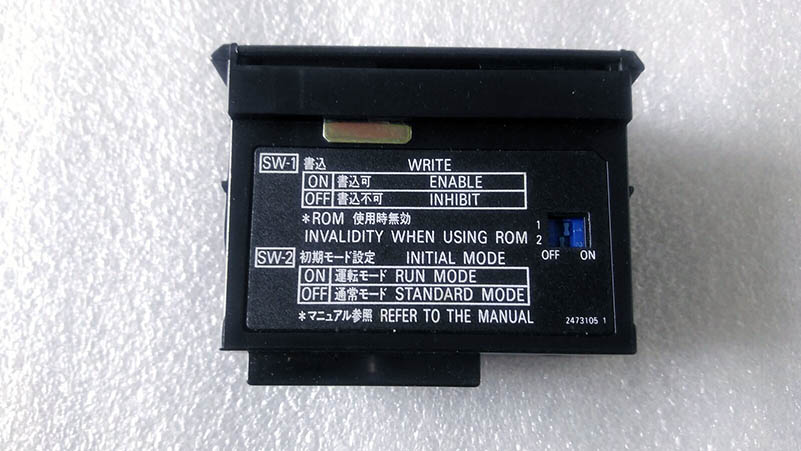 SW-1 書込 WRITE
ON 書込可 ENABLE
OFF 書込不可 INHIBIT
*ROM 使用時無効
INVALIDITY WHEN USING ROM
1
2
OFF ON
SW-2 初期モード設定 INITIAL MODE
ON 運転モード RUN MODE
OFF 通常モード STANDARD MODE
*マニュアル参照 REFER TO THE MANUAL
2473105 1